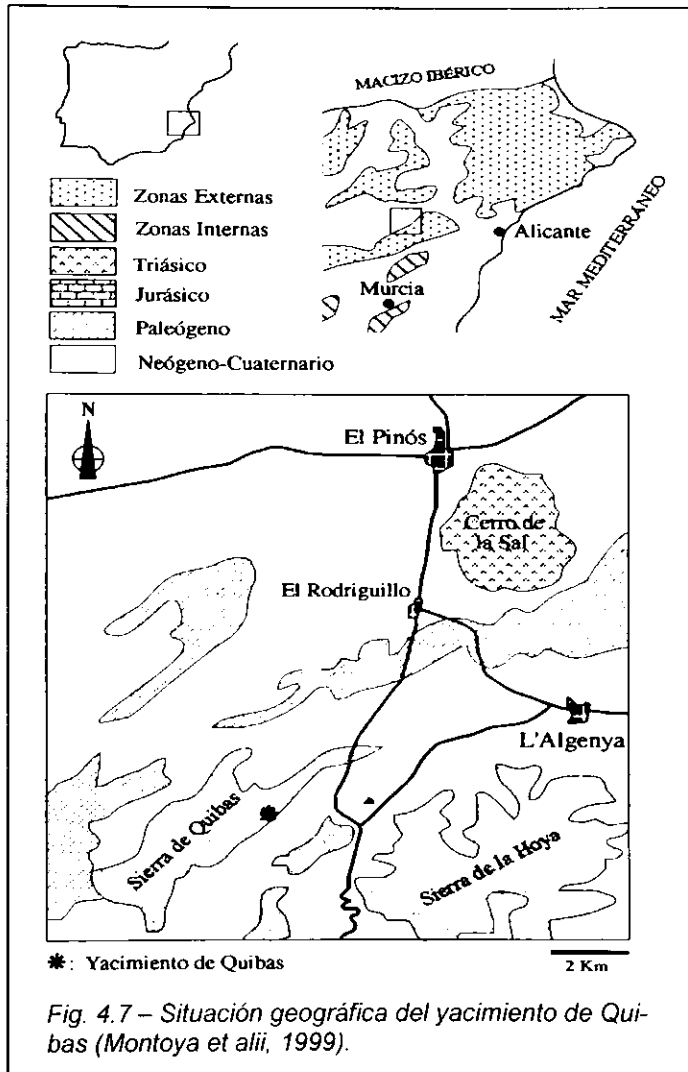 MACIZO IBÉRICO
Zonas Externas
Zonas Internas
Triásico
Jurásico
Paleógeno
Neógeno-Cuaternario
Alicante
Murcia
MAR MEDITERRÁNEO
N
El Pinós
Cerro de
la Sal
El Rodriguillo
L'Algenya
Sierra de Quibas
Sierra de la Hoya
✱: Yacimiento de Quibas
2 Km
Fig. 4.7 – Situación geográfica del yacimiento de Qui-
bas (Montoya et alii, 1999).